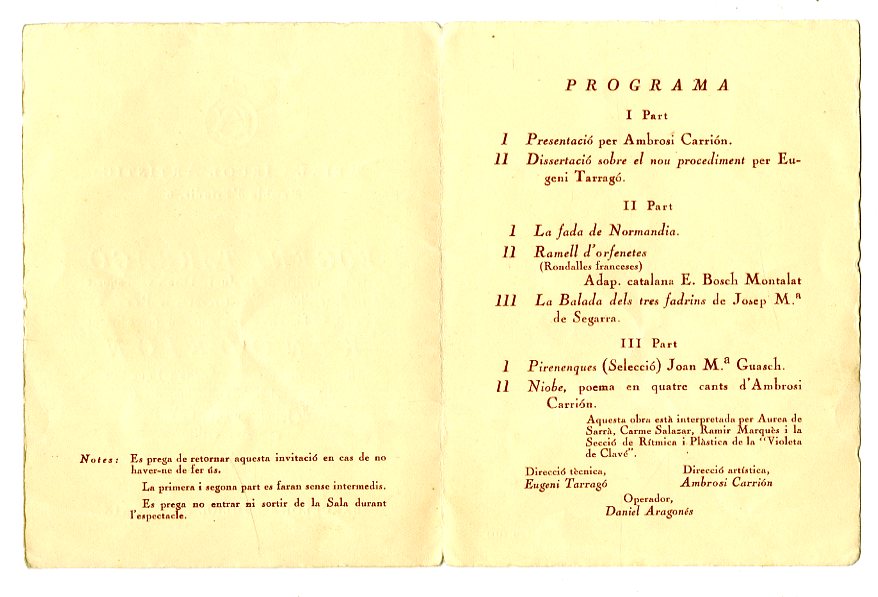 Notes: Es prega de retornar aquesta invitació en cas de no
haver-ne de fer ús.
La primera i segona part es faran sense intermedis.
Es prega no entrar ni sortir de la Sala durant
l'espectacle.
PROGRAMA
I Part
I Presentació per Ambrosi Carrión.
II Dissertació sobre el nou procediment per Eu-
geni Tarragó.
II Part
I La fada de Normandia.
II Ramell d'orfenetes
(Rondalles franceses)
Adap. catalana E. Bosch Montalat
III La Balada dels tres fadrins de Josep M.ª
de Segarra.
III Part
I Pirenenques (Selecció) Joan M.ª Guasch.
II Niobe, poema en quatre cants d'Ambrosi
Carrión.
Aquesta obra està interpretada per Aurea de
Sarrà, Carme Salazar, Ramir Marquès i la
Secció de Rítmica i Plàstica de la "Violeta
de Clavé".
Direcció tècnica, Direcció artística,
Eugeni Tarragó Ambrosi Carrión
Operador,
Daniel Aragonés